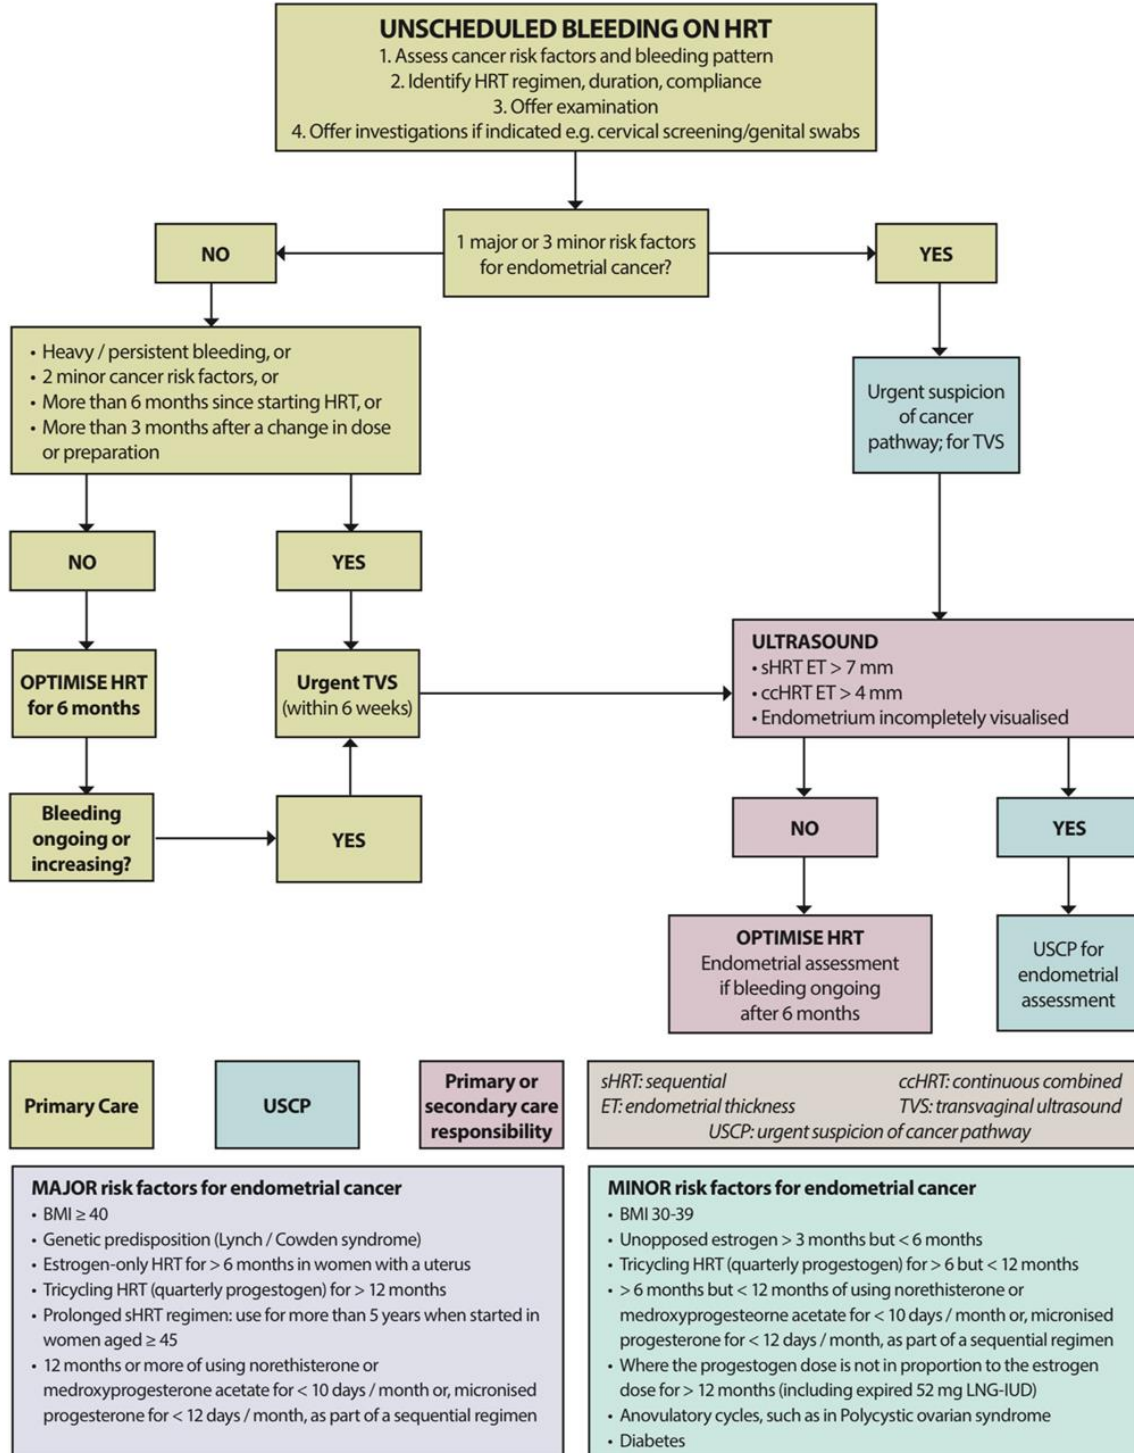 UNSCHEDULED BLEEDING ON HRT
1. Assess cancer risk factors and bleeding pattern
2. Identify HRT regimen, duration, compliance
3. Offer examination
4. Offer investigations if indicated e.g. cervical screening/genital swabs
1 major or 3 minor risk factors
for endometrial cancer?
NO
YES
• Heavy / persistent bleeding, or
• 2 minor cancer risk factors, or
• More than 6 months since starting HRT, or
• More than 3 months after a change in dose
or preparation
Urgent suspicion
of cancer
pathway; for TVS
NO
YES
OPTIMISE HRT
for 6 months
Urgent TVS
(within 6 weeks)
ULTRASOUND
• sHRT ET > 7 mm
• ccHRT ET > 4 mm
• Endometrium incompletely visualised
Bleeding
ongoing or
increasing?
YES
NO
YES
OPTIMISE HRT
Endometrial assessment
if bleeding ongoing
after 6 months
USCP for
endometrial
assessment
Primary Care
USCP
Primary or
secondary care
responsibility
sHRT: sequential
ccHRT: continuous combined
ET: endometrial thickness
TVS: transvaginal ultrasound
USCP: urgent suspicion of cancer pathway
MAJOR risk factors for endometrial cancer
• BMI ≥ 40
• Genetic predisposition (Lynch / Cowden syndrome)
• Estrogen-only HRT for > 6 months in women with a uterus
• Tricycling HRT (quarterly progestogen) for > 12 months
• Prolonged sHRT regimen: use for more than 5 years when started in
women aged ≥ 45
• 12 months or more of using norethisterone or
medroxyprogesterone acetate for < 10 days / month or, micronised
progesterone for < 12 days / month, as part of a sequential regimen
MINOR risk factors for endometrial cancer
• BMI 30-39
• Unopposed estrogen > 3 months but < 6 months
• Tricycling HRT (quarterly progestogen) for > 6 but < 12 months
• > 6 months but < 12 months of using norethisterone or
medroxyprogesteorne acetate for < 10 days / month or, micronised
progesterone for < 12 days / month, as part of a sequential regimen
• Where the progestogen dose is not in proportion to the estrogen
dose for > 12 months (including expired 52 mg LNG-IUD)
• Anovulatory cycles, such as in Polycystic ovarian syndrome
• Diabetes